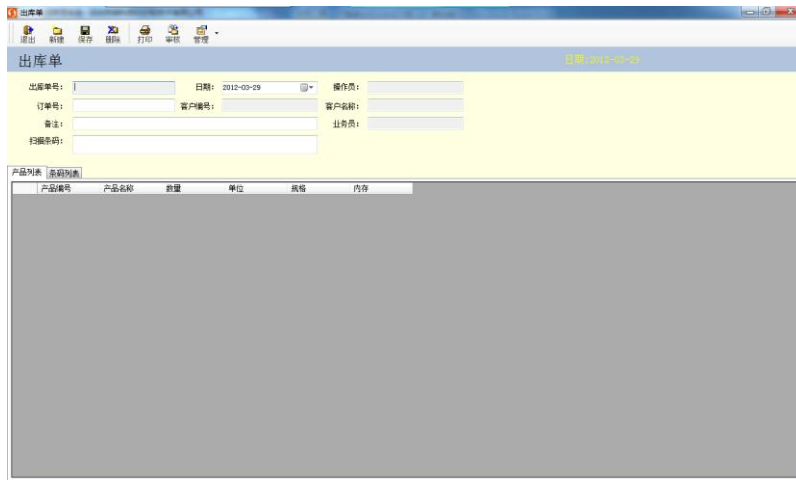 出库单
退出 新建 保存 删除 打印 审核 管理
出库单 日期:2012-03-29
出库单号: 日期: 2012-03-29 操作员:
订单号: 客户编号: 客户名称:
备注: 业务员:
扫描条码:
产品列表 条码列表
产品编号 产品名称 数量 单位 规格 内存